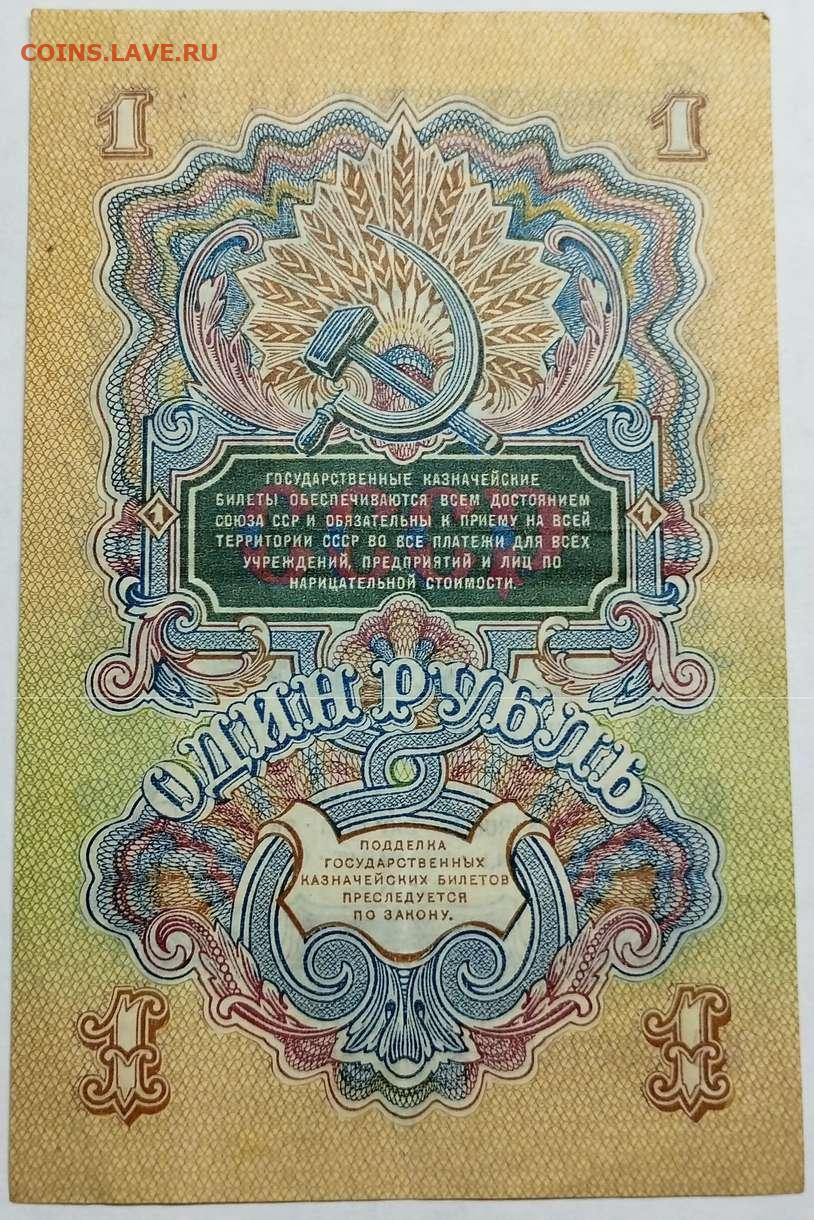 COINS.LAVE.RU
1 1
ГОСУДАРСТВЕННЫЕ КАЗНАЧЕЙСКИЕ
БИЛЕТЫ ОБЕСПЕЧИВАЮТСЯ ВСЕМ ДОСТОЯНИЕМ
СОЮЗА ССР И ОБЯЗАТЕЛЬНЫ К ПРИЕМУ НА ВСЕЙ
1 1
ТЕРРИТОРИИ СССР ВО ВСЕ ПЛАТЕЖИ ДЛЯ ВСЕХ
УЧРЕЖДЕНИЙ, ПРЕДПРИЯТИЙ И ЛИЦ ПО
НАРИЦАТЕЛЬНОЙ СТОИМОСТИ.
СССР
ОДИН РУБЛЬ
ПОДДЕЛКА
ГОСУДАРСТВЕННЫХ
КАЗНАЧЕЙСКИХ БИЛЕТОВ
ПРЕСЛЕДУЕТСЯ
ПО ЗАКОНУ.
1 1